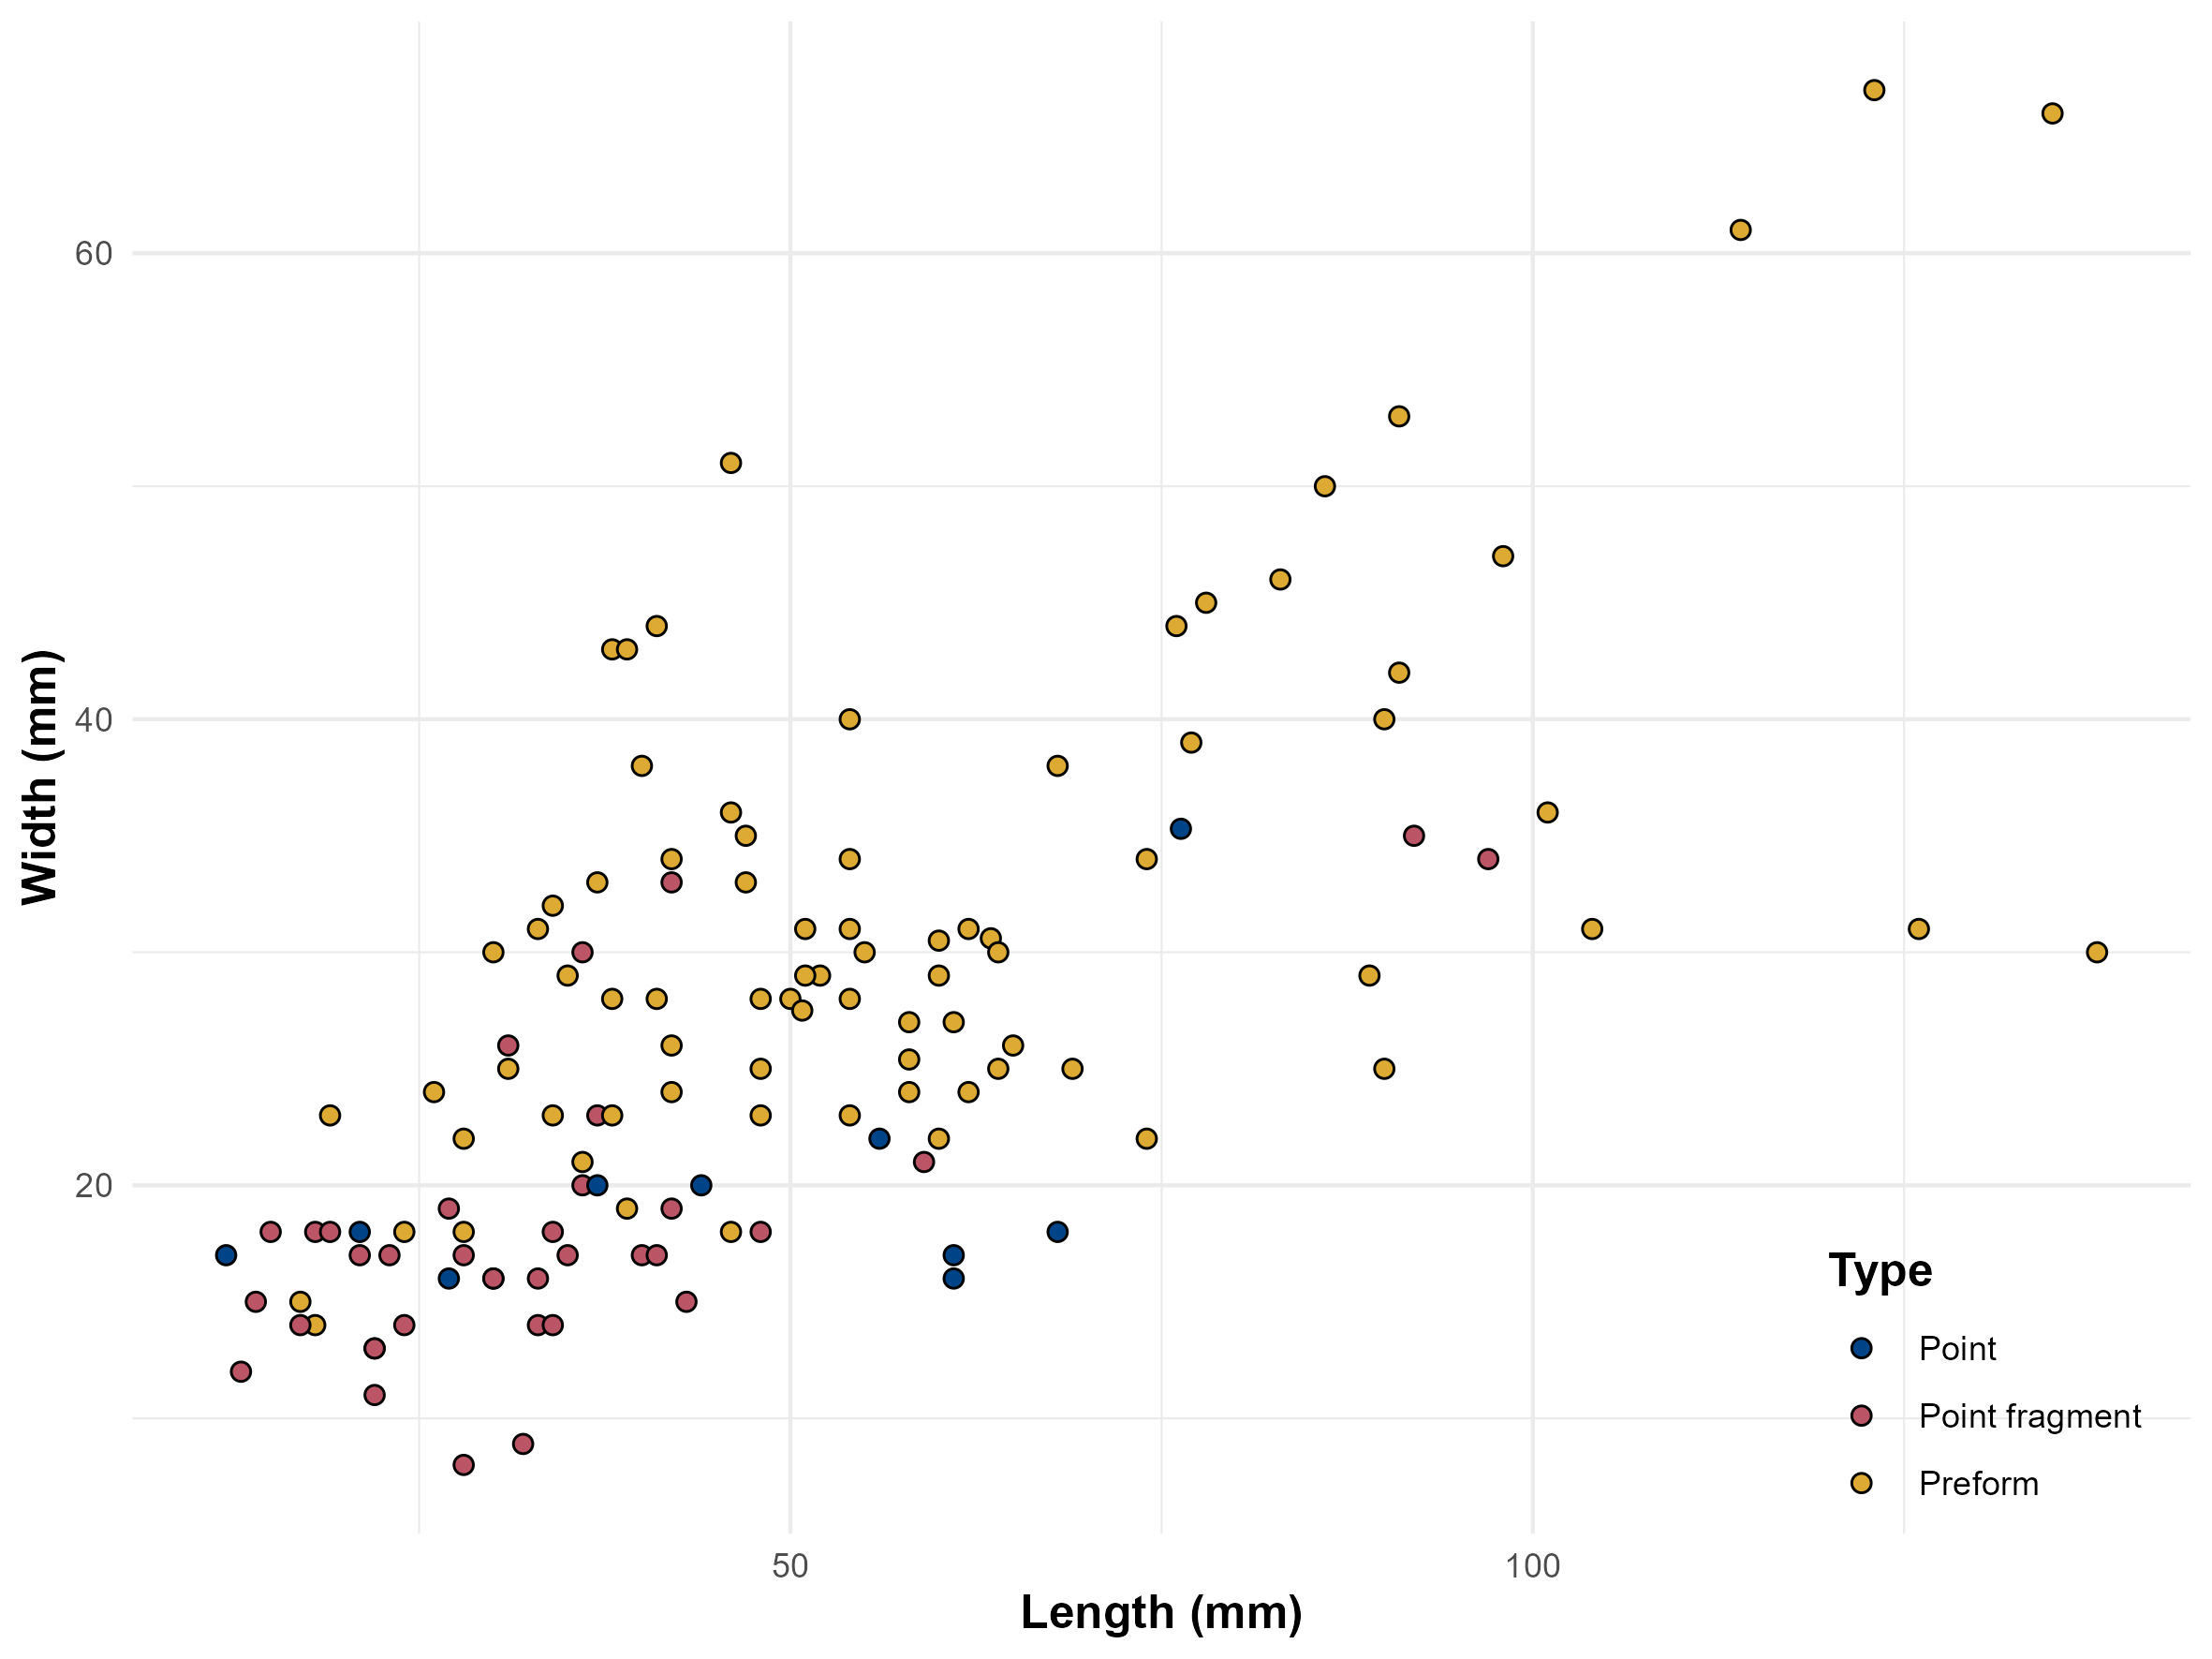 60
40
20
Width (mm)
50
100
Length (mm)
Type
Point
Point fragment
Preform